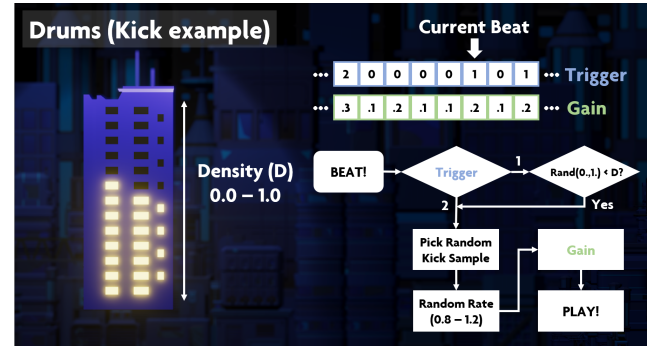 Drums (Kick example)
Current Beat
... 2 0 0 0 0 1 0 1 ... Trigger
... .3 .1 .2 .1 .1 .2 .1 .2 ... Gain
Density (D)
0.0 – 1.0
BEAT!
Trigger
1
Rand(0.,1.) < D?
2
Yes
Pick Random
Kick Sample
Gain
Random Rate
(0.8 – 1.2)
PLAY!